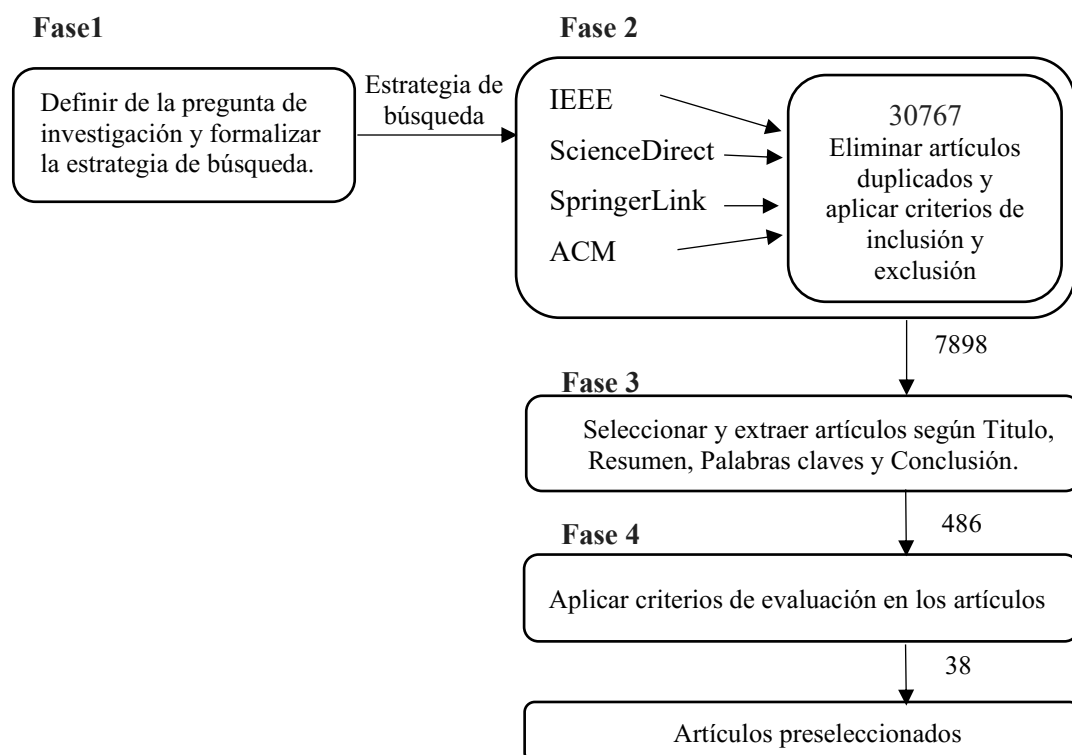 Fase1
Definir de la pregunta de
investigación y formalizar
la estrategia de búsqueda.
Estrategia de
búsqueda
Fase 2
IEEE
ScienceDirect
SpringerLink
ACM
30767
Eliminar artículos
duplicados y
aplicar criterios de
inclusión y
exclusión
7898
Fase 3
Seleccionar y extraer artículos según Titulo,
Resumen, Palabras claves y Conclusión.
486
Fase 4
Aplicar criterios de evaluación en los artículos
38
Artículos preseleccionados